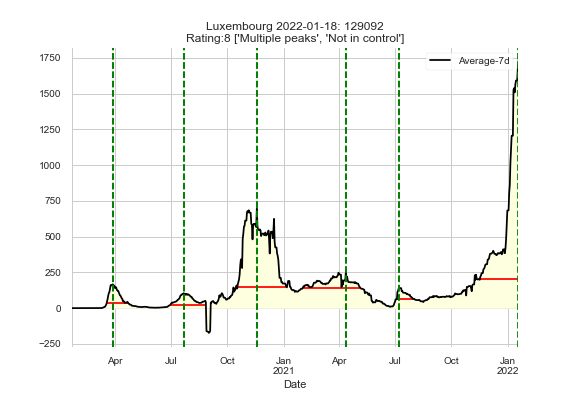 Luxembourg 2022-01-18: 129092
Rating:8 ['Multiple peaks', 'Not in control']
Average-7d
1750
1500
1250
1000
750
500
250
0
−250
Apr Jul Oct Jan Apr Jul Oct Jan
2021 2022
Date